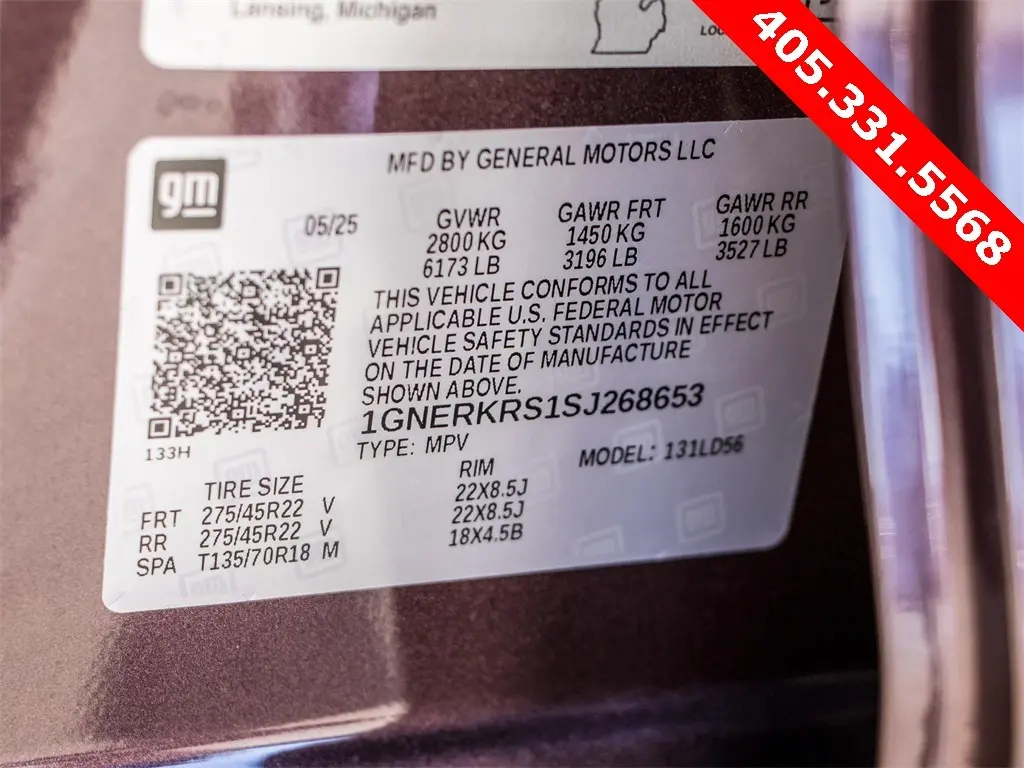 Lansing, Michigan
405.331.5568
MFD BY GENERAL MOTORS LLC
gm
05/25
GVWR GAWR FRT GAWR RR
2800 KG 1450 KG 1600 KG
6173 LB 3196 LB 3527 LB
THIS VEHICLE CONFORMS TO ALL
APPLICABLE U.S. FEDERAL MOTOR
VEHICLE SAFETY STANDARDS IN EFFECT
ON THE DATE OF MANUFACTURE
SHOWN ABOVE.
1GNERKRS1SJ268653
133H
TYPE: MPV MODEL: 131LD56
TIRE SIZE RIM
FRT 275/45R22 V 22X8.5J
RR 275/45R22 V 22X8.5J
SPA T135/70R18 M 18X4.5B